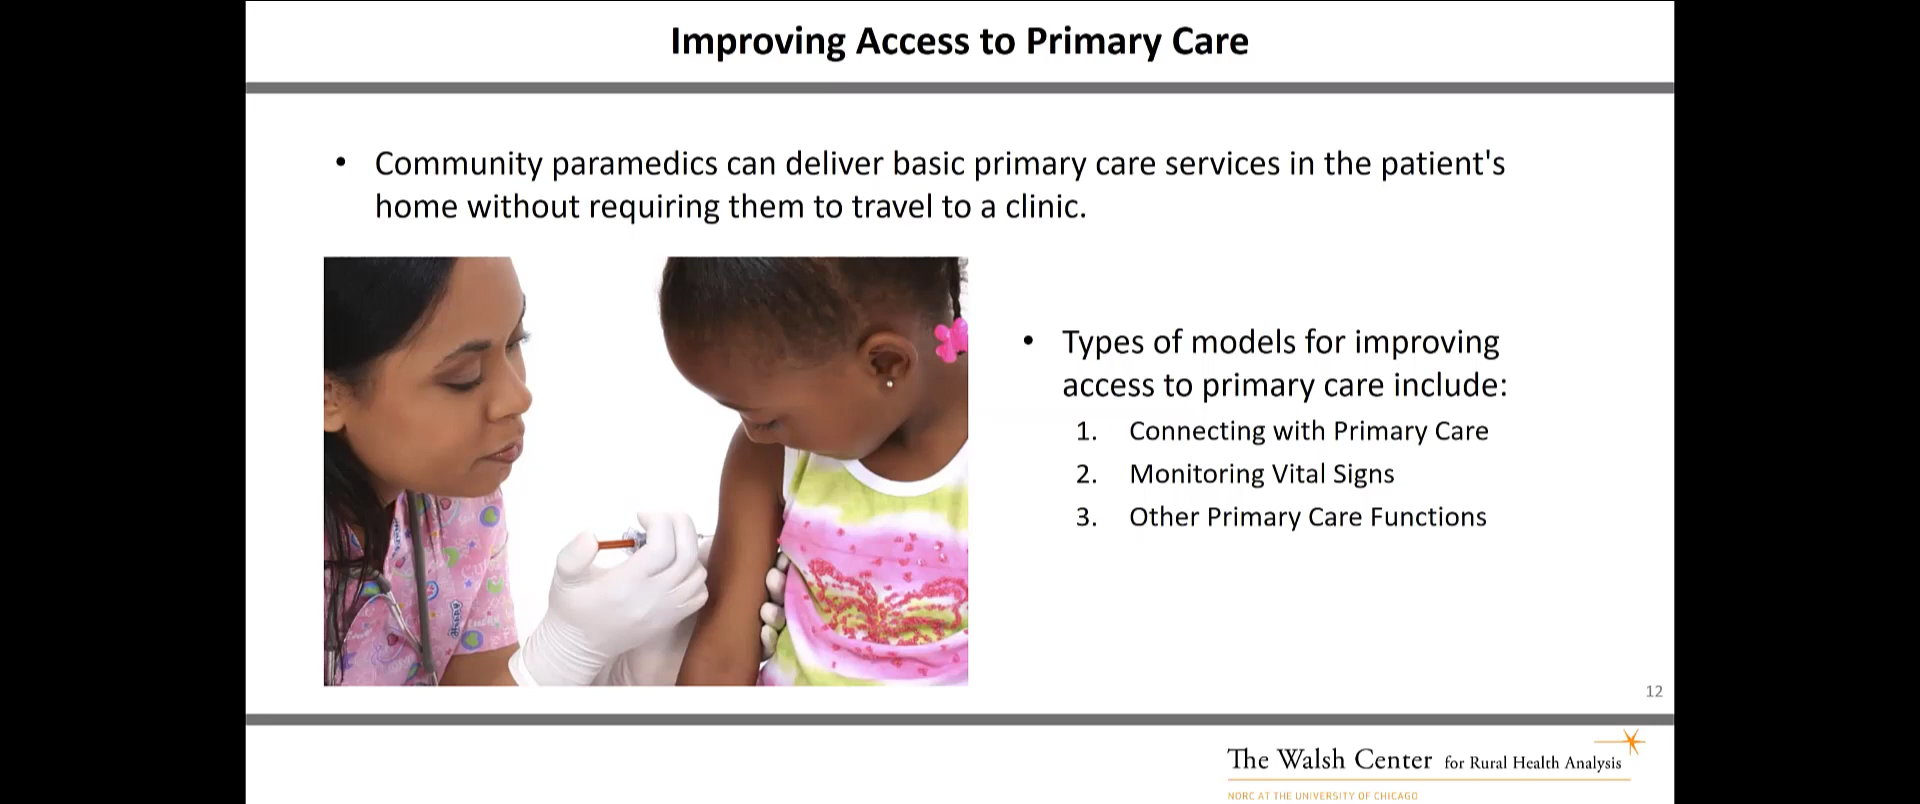 Improving Access to Primary Care
• Community paramedics can deliver basic primary care services in the patient's
home without requiring them to travel to a clinic.
• Types of models for improving
access to primary care include:
1. Connecting with Primary Care
2. Monitoring Vital Signs
3. Other Primary Care Functions
12
The Walsh Center for Rural Health Analysis
NORC AT THE UNIVERSITY OF CHICAGO